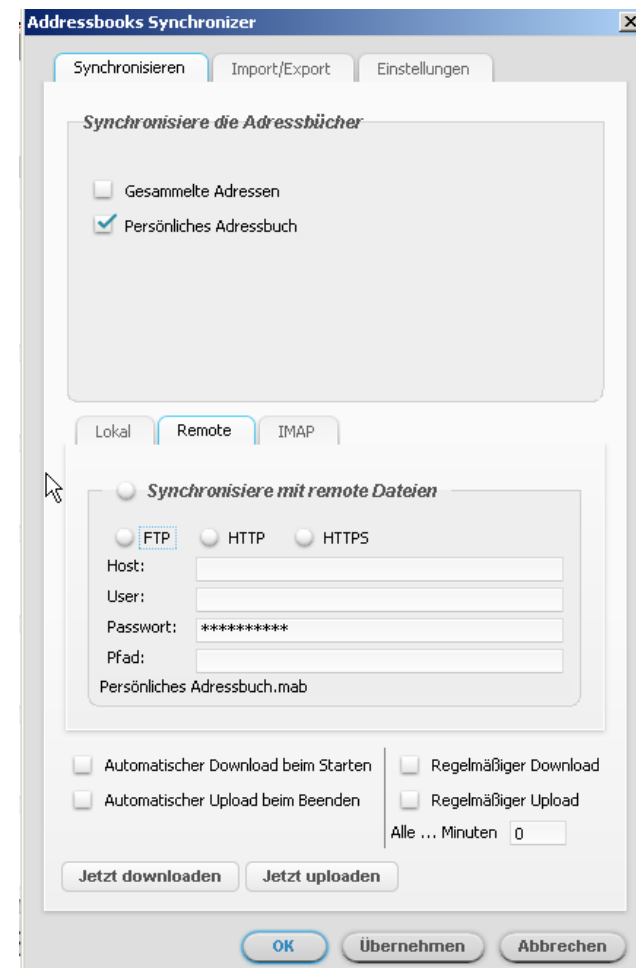 Addressbooks Synchronizer
Synchronisieren Import/Export Einstellungen
Synchronisiere die Adressbücher
Gesammelte Adressen
Persönliches Adressbuch
Lokal Remote IMAP
Synchronisiere mit remote Dateien
FTP HTTP HTTPS
Host:
User:
Passwort: **********
Pfad:
Persönliches Adressbuch.mab
Automatischer Download beim Starten Regelmäßiger Download
Automatischer Upload beim Beenden Regelmäßiger Upload
Alle ... Minuten 0
Jetzt downloaden Jetzt uploaden
OK Übernehmen Abbrechen